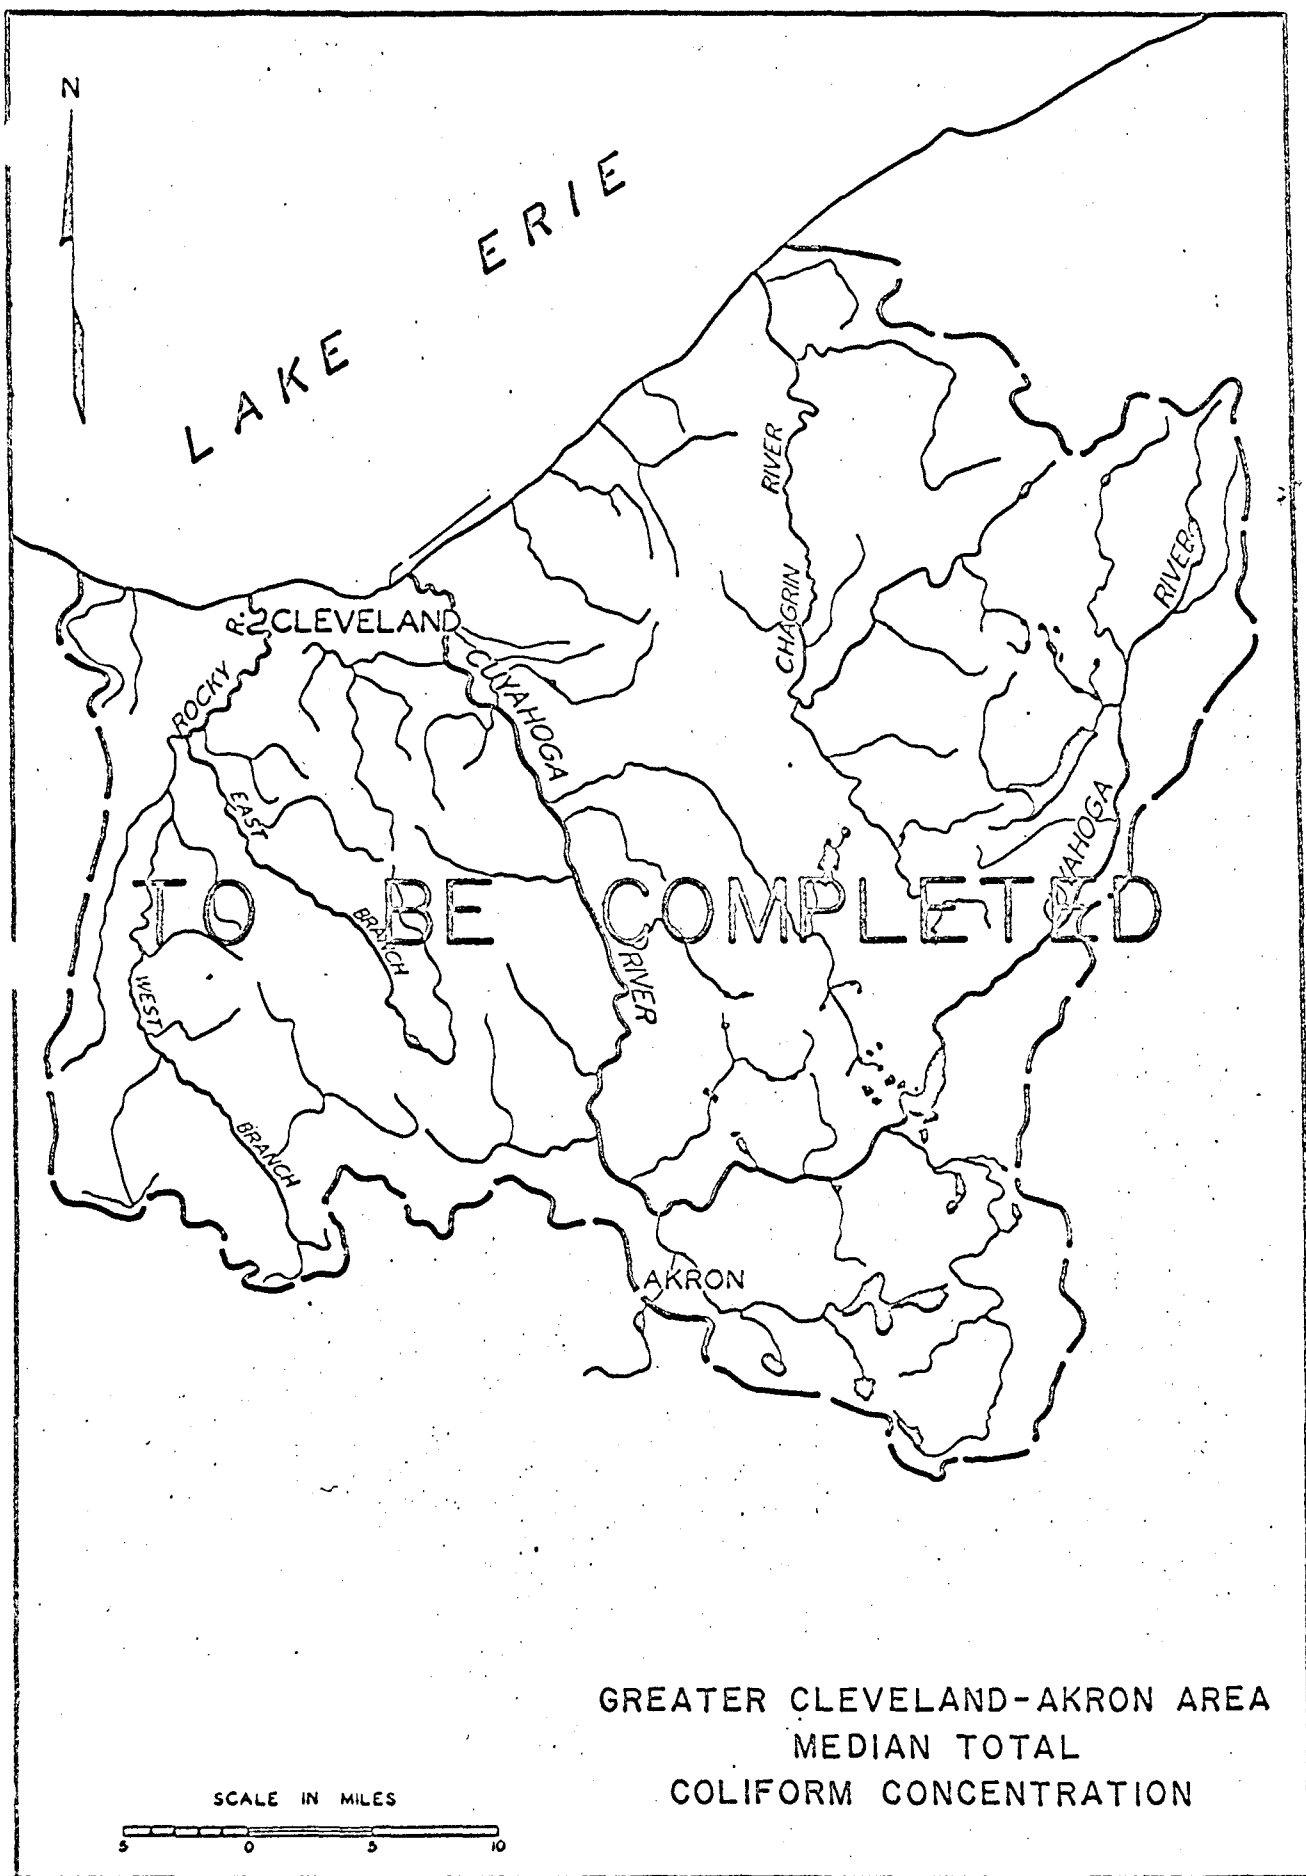 N
LAKE ERIE
RIVER
CHAGRIN
RIVER
R.
CLEVELAND
ROCKY
CUYAHOGA
EAST
YAHOGA
TO BE COMPLETED
BRANCH
WEST
RIVER
BRANCH
AKRON
GREATER CLEVELAND-AKRON AREA
MEDIAN TOTAL
COLIFORM CONCENTRATION
SCALE IN MILES
5 0 5 10